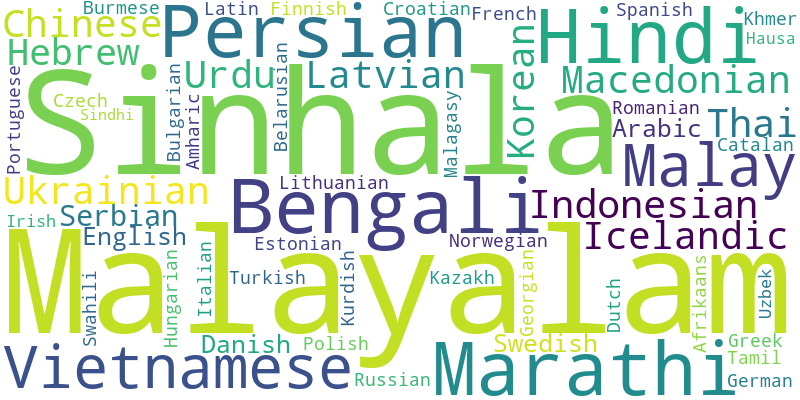 Burmese
Latin
Finnish
Croatian
French
Spanish
Chinese
Persian
Hindi
Khmer
Hausa
Hebrew
Urdu
Latvian
Korean
Macedonian
Portuguese
Czech
Sindhi
Sinhala
Bulgarian
Amharic
Belarusian
Malagasy
Romanian
Arabic
Thai
Catalan
Malay
Ukrainian
Lithuanian
Bengali
Indonesian
Irish
Serbian
English
Estonian
Norwegian
Icelandic
Malayalam
Swahili
Hungarian
Italian
Turkish
Kurdish
Kazakh
Georgian
Dutch
Afrikaans
Uzbek
Danish
Polish
Swedish
Greek
Tamil
Vietnamese
Russian
Marathi
German